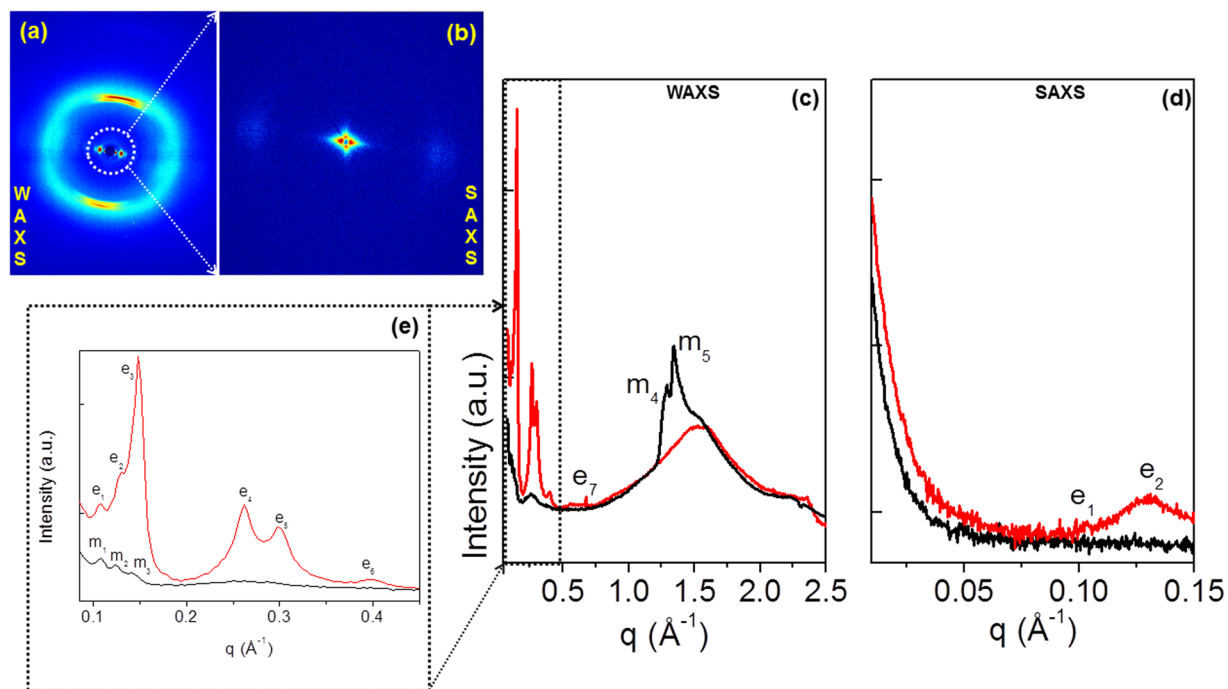 (a)
WAXS
(b)
SAXS
WAXS
(c)
m₄
m₅
e₇
Intensity (a.u.)
0.5 1.0 1.5 2.0 2.5
q (Å⁻¹)
SAXS
(d)
e₁
e₂
0.05 0.10 0.15
q (Å⁻¹)
(e)
e₃
e₂
e₁
e₄
e₅
e₆
m₁
m₂
m₃
Intensity (a.u.)
0.1 0.2 0.3 0.4
q (Å⁻¹)